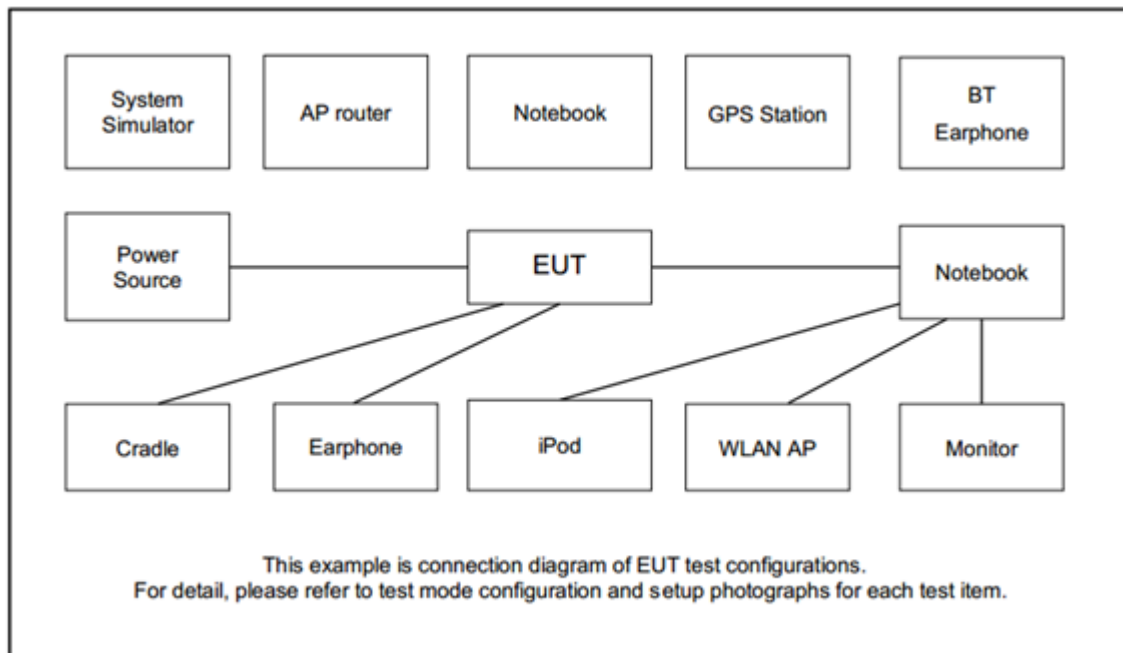 System
Simulator
AP router
Notebook
GPS Station
BT
Earphone
Power
Source
EUT
Notebook
Cradle
Earphone
iPod
WLAN AP
Monitor
This example is connection diagram of EUT test configurations.
For detail, please refer to test mode configuration and setup photographs for each test item.